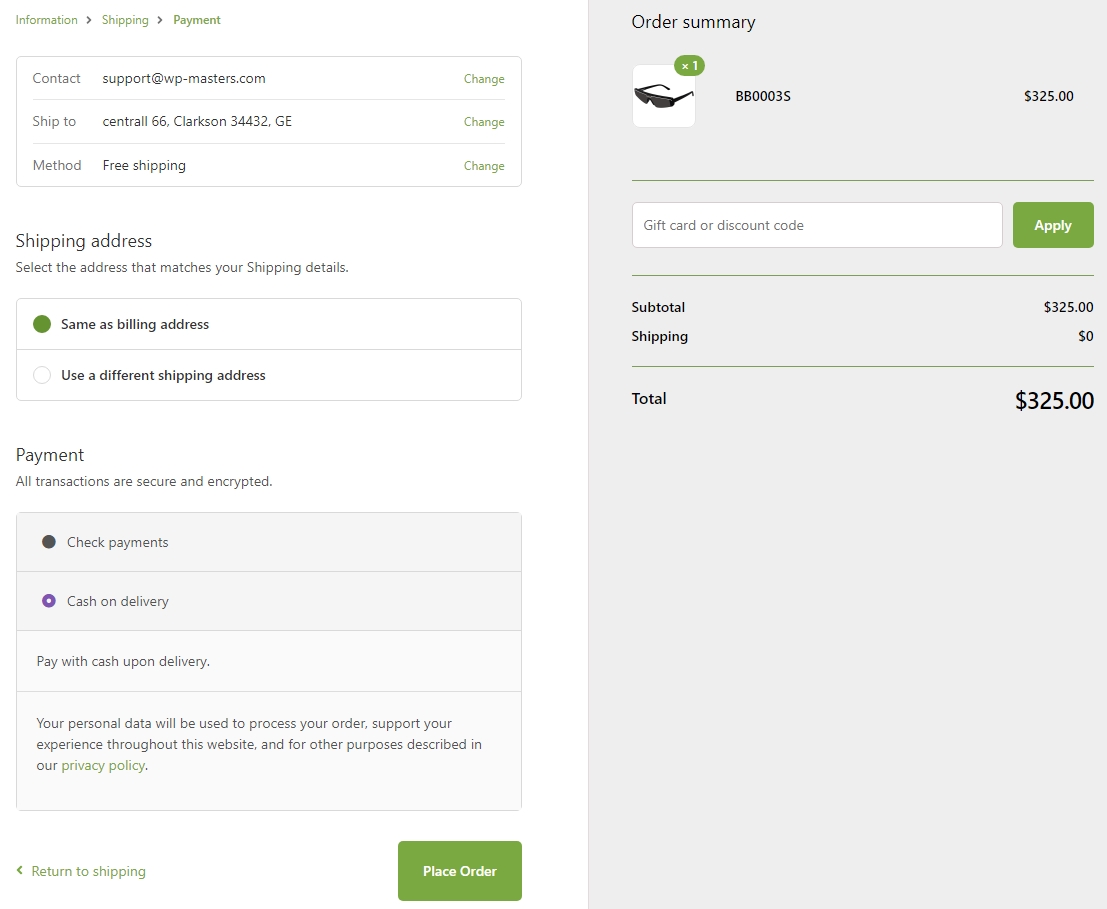 Information > Shipping > Payment
Contact support@wp-masters.com Change
Ship to centrall 66, Clarkson 34432, GE Change
Method Free shipping Change
Shipping address
Select the address that matches your Shipping details.
Same as billing address
Use a different shipping address
Payment
All transactions are secure and encrypted.
Check payments
Cash on delivery
Pay with cash upon delivery.
Your personal data will be used to process your order, support your
experience throughout this website, and for other purposes described in
our privacy policy.
Return to shipping
Place Order
Order summary
× 1
BB0003S $325.00
Gift card or discount code Apply
Subtotal $325.00
Shipping $0
Total $325.00